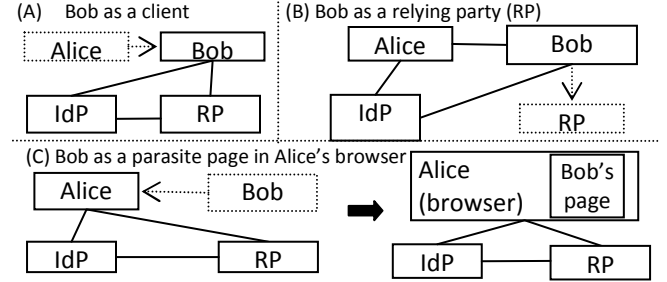 (A) Bob as a client
Alice
Bob
IdP
RP
(B) Bob as a relying party (RP)
Alice
Bob
IdP
RP
(C) Bob as a parasite page in Alice's browser
Alice
Bob
IdP
RP
Alice
(browser)
Bob's
page
IdP
RP